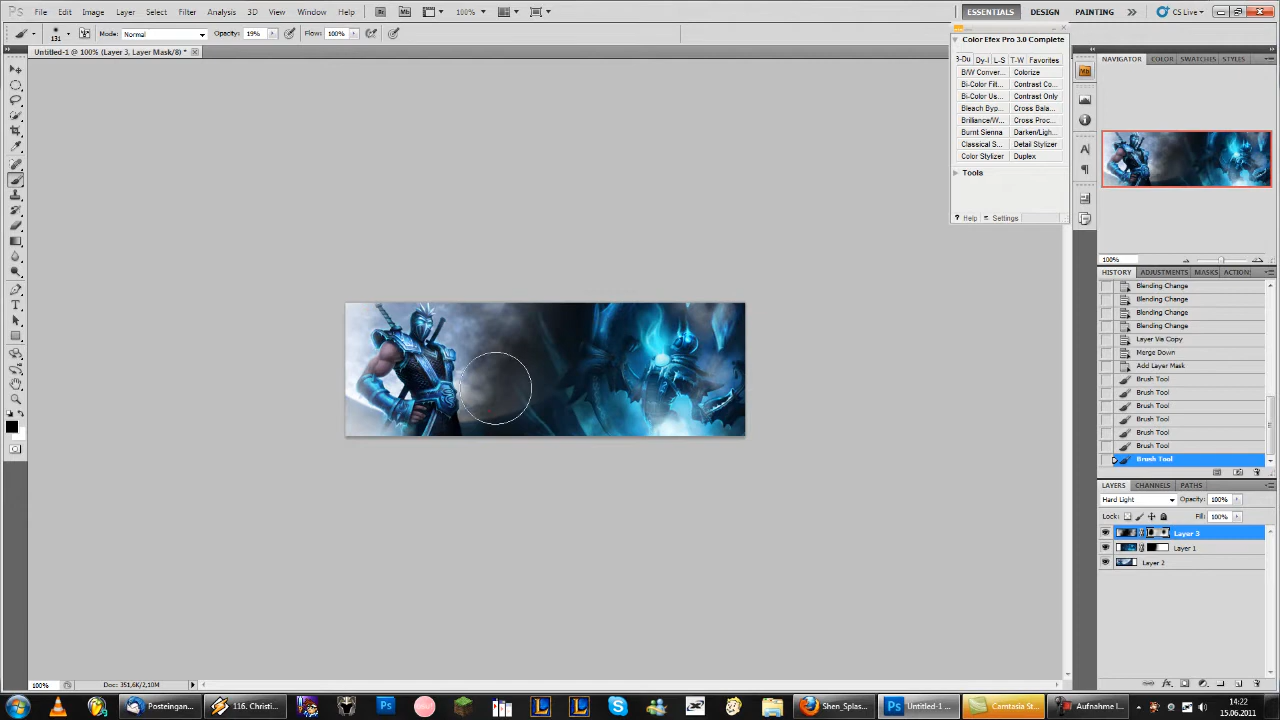 Ps File Edit Image Layer Select Filter Analysis 3D View Window Help Br Mb 100% ESSENTIALS DESIGN PAINTING CS Live
131 Mode: Normal Opacity: 19% Flow: 100%
Untitled-1 @ 100% (Layer 3, Layer Mask/8) *
Color Efex Pro 3.0 Complete
Dy-I L-S T-W Favorites
B/W Conver... Colorize
Bi-Color Filt... Contrast Co...
Bi-Color Us... Contrast Only
Bleach Byp... Cross Bala...
Brilliance/W... Cross Proc...
Burnt Sienna Darken/Ligh...
Classical S... Detail Stylizer
Color Stylizer Duplex
Tools
? Help Settings
NAVIGATOR COLOR SWATCHES STYLES
100%
HISTORY ADJUSTMENTS MASKS ACTION
Blending Change
Blending Change
Blending Change
Blending Change
Layer Via Copy
Merge Down
Add Layer Mask
Brush Tool
Brush Tool
Brush Tool
Brush Tool
Brush Tool
Brush Tool
Brush Tool
LAYERS CHANNELS PATHS
Hard Light Opacity: 100%
Lock: Fill: 100%
Layer 3
Layer 1
Layer 2
100% Doc: 351,6K/2,10M
Posteingan... 116. Christi... Ps Shen_Splas... Ps Untitled-1 ... Camtasia St... Aufnahme l...
14:22
15.06.2011